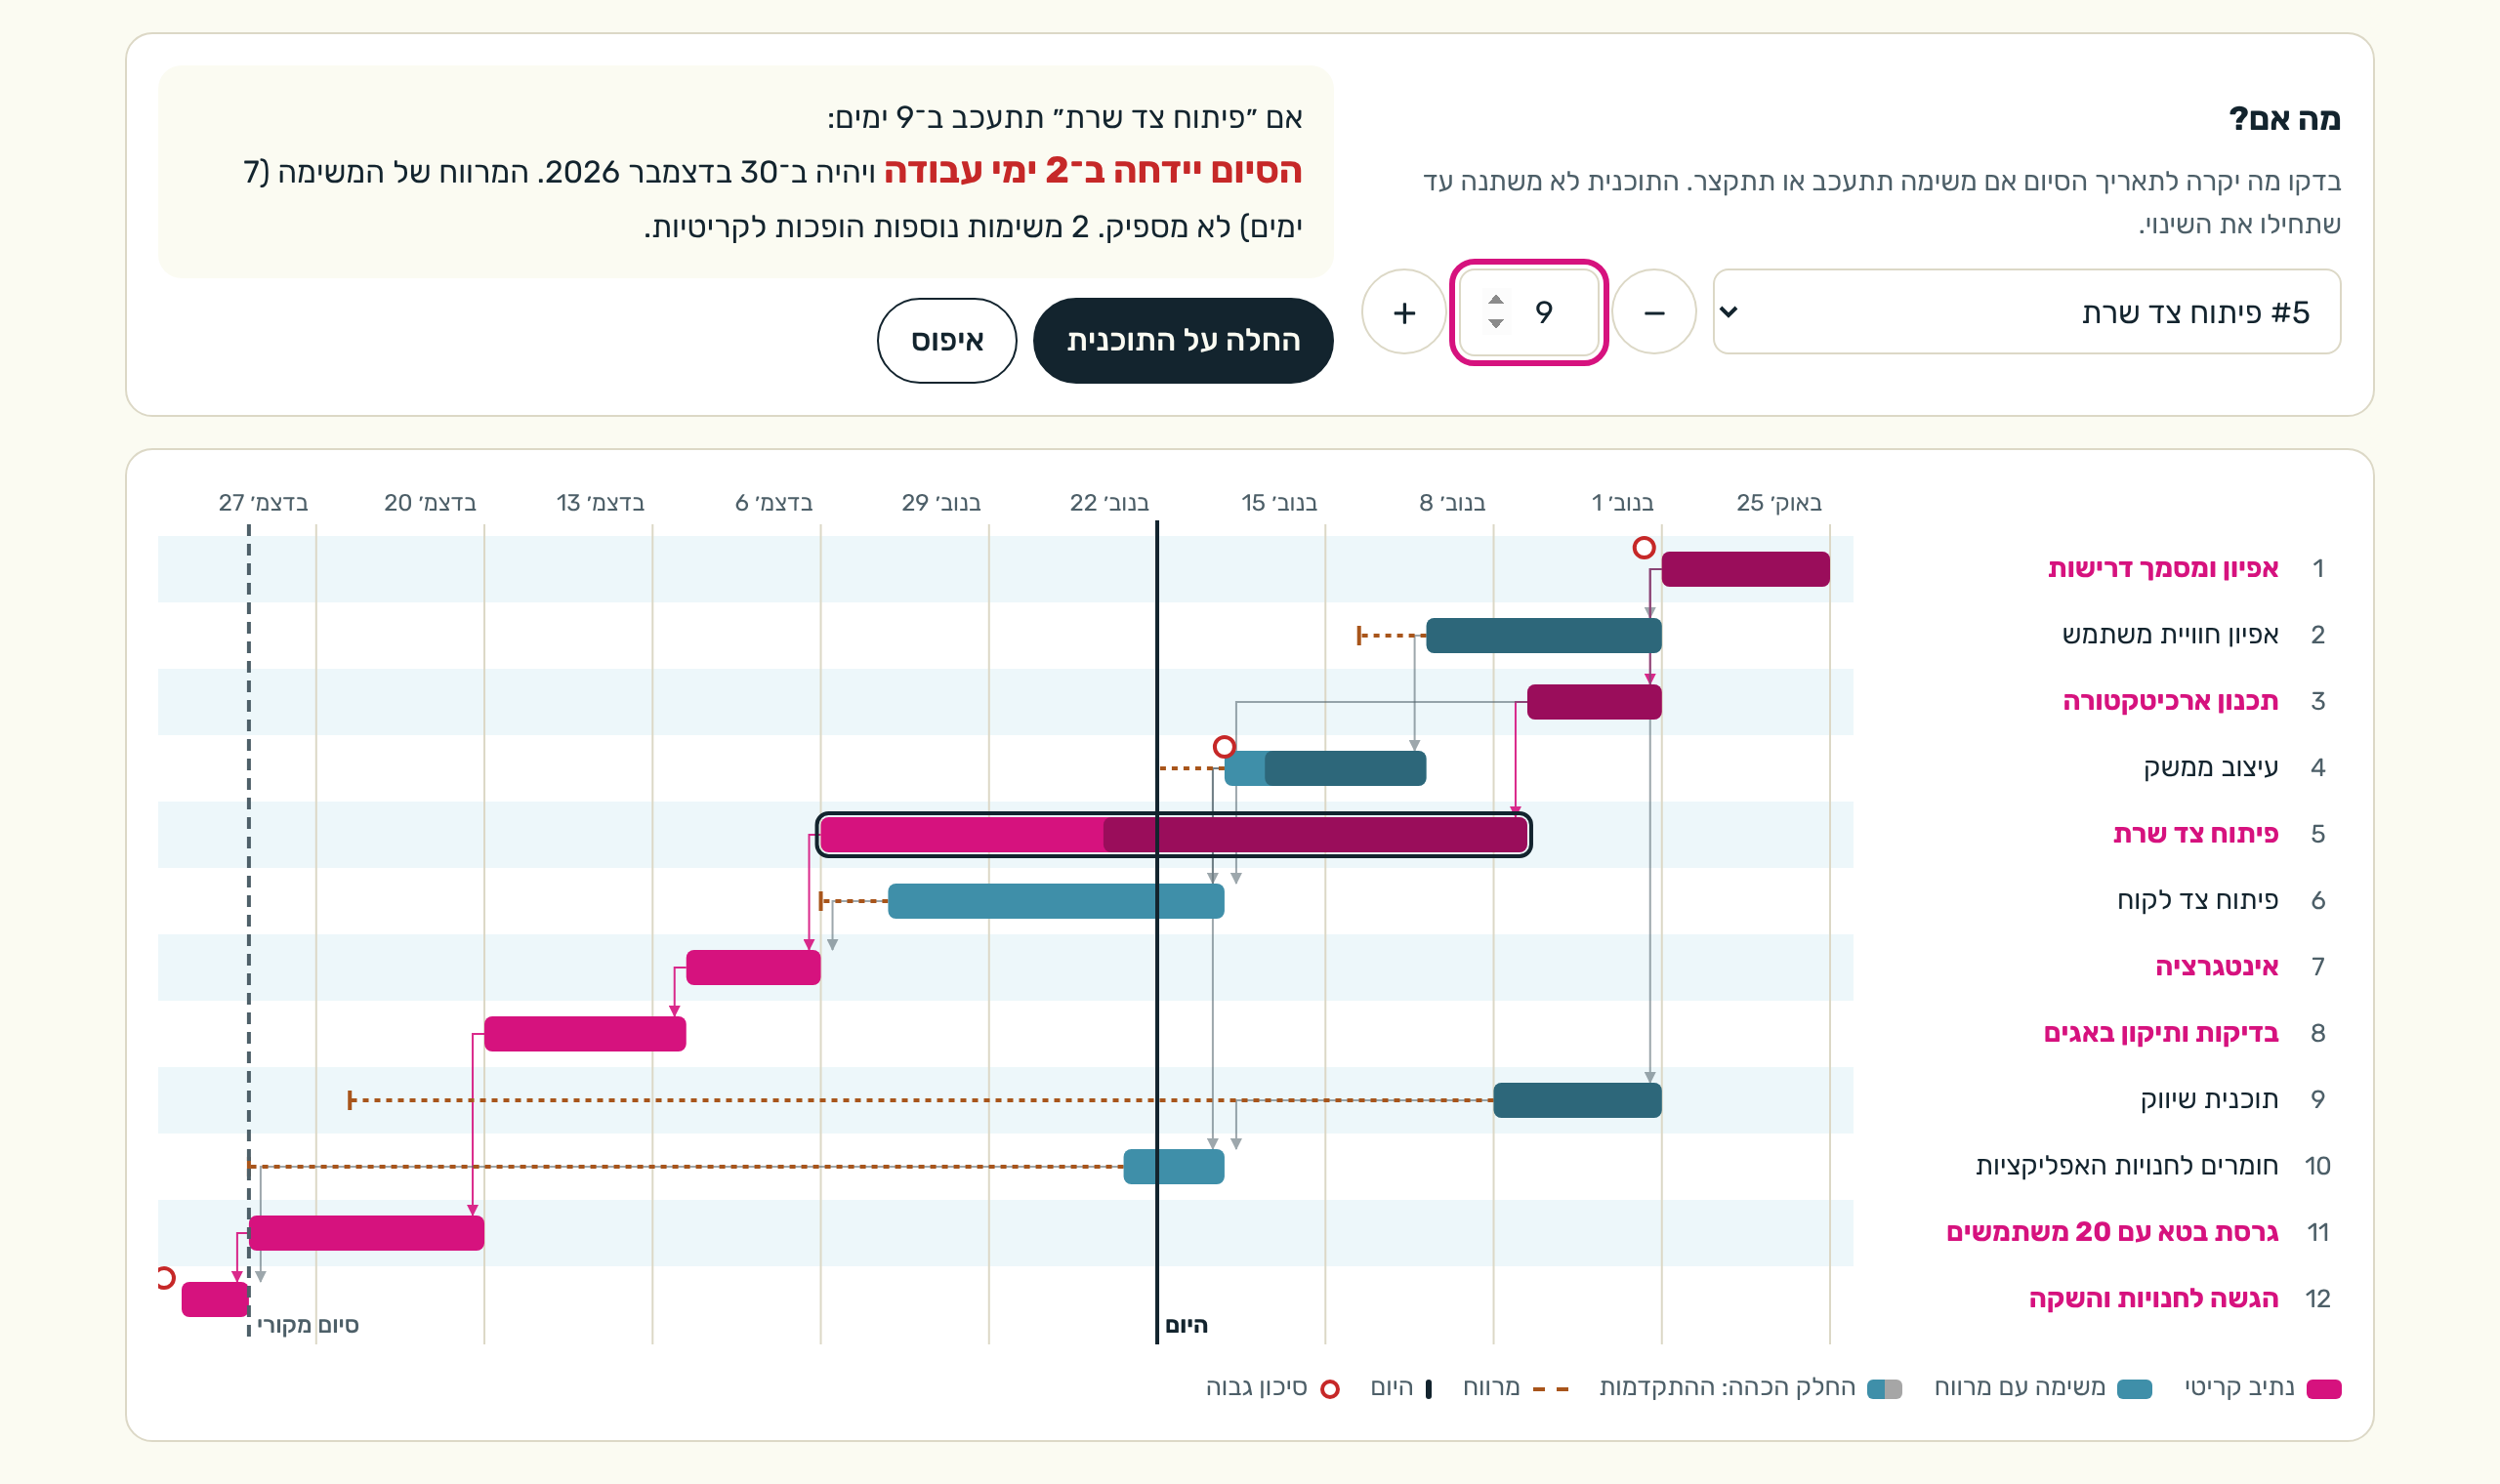 מה אם?
בדקו מה יקרה לתאריך הסיום אם משימה תתעכב או תתקצר. התוכנית לא משתנה עד
שתחילו את השינוי.
#5 פיתוח צד שרת
−
9
+
אם ״פיתוח צד שרת״ תתעכב ב־9 ימים:
הסיום יידחה ב־2 ימי עבודה ויהיה ב־30 בדצמבר 2026. המרווח של המשימה (7
ימים) לא מספיק. 2 משימות נוספות הופכות לקריטיות.
החלה על התוכנית
איפוס
25 באוק׳ 1 בנוב׳ 8 בנוב׳ 15 בנוב׳ 22 בנוב׳ 29 בנוב׳ 6 בדצמ׳ 13 בדצמ׳ 20 בדצמ׳ 27 בדצמ׳
1 אפיון ומסמך דרישות
2 אפיון חוויית משתמש
3 תכנון ארכיטקטורה
4 עיצוב ממשק
5 פיתוח צד שרת
6 פיתוח צד לקוח
7 אינטגרציה
8 בדיקות ותיקון באגים
9 תוכנית שיווק
10 חומרים לחנויות האפליקציות
11 גרסת בטא עם 20 משתמשים
12 הגשה לחנויות והשקה
היום
סיום מקורי
נתיב קריטי משימה עם מרווח החלק הכהה: ההתקדמות מרווח היום סיכון גבוה